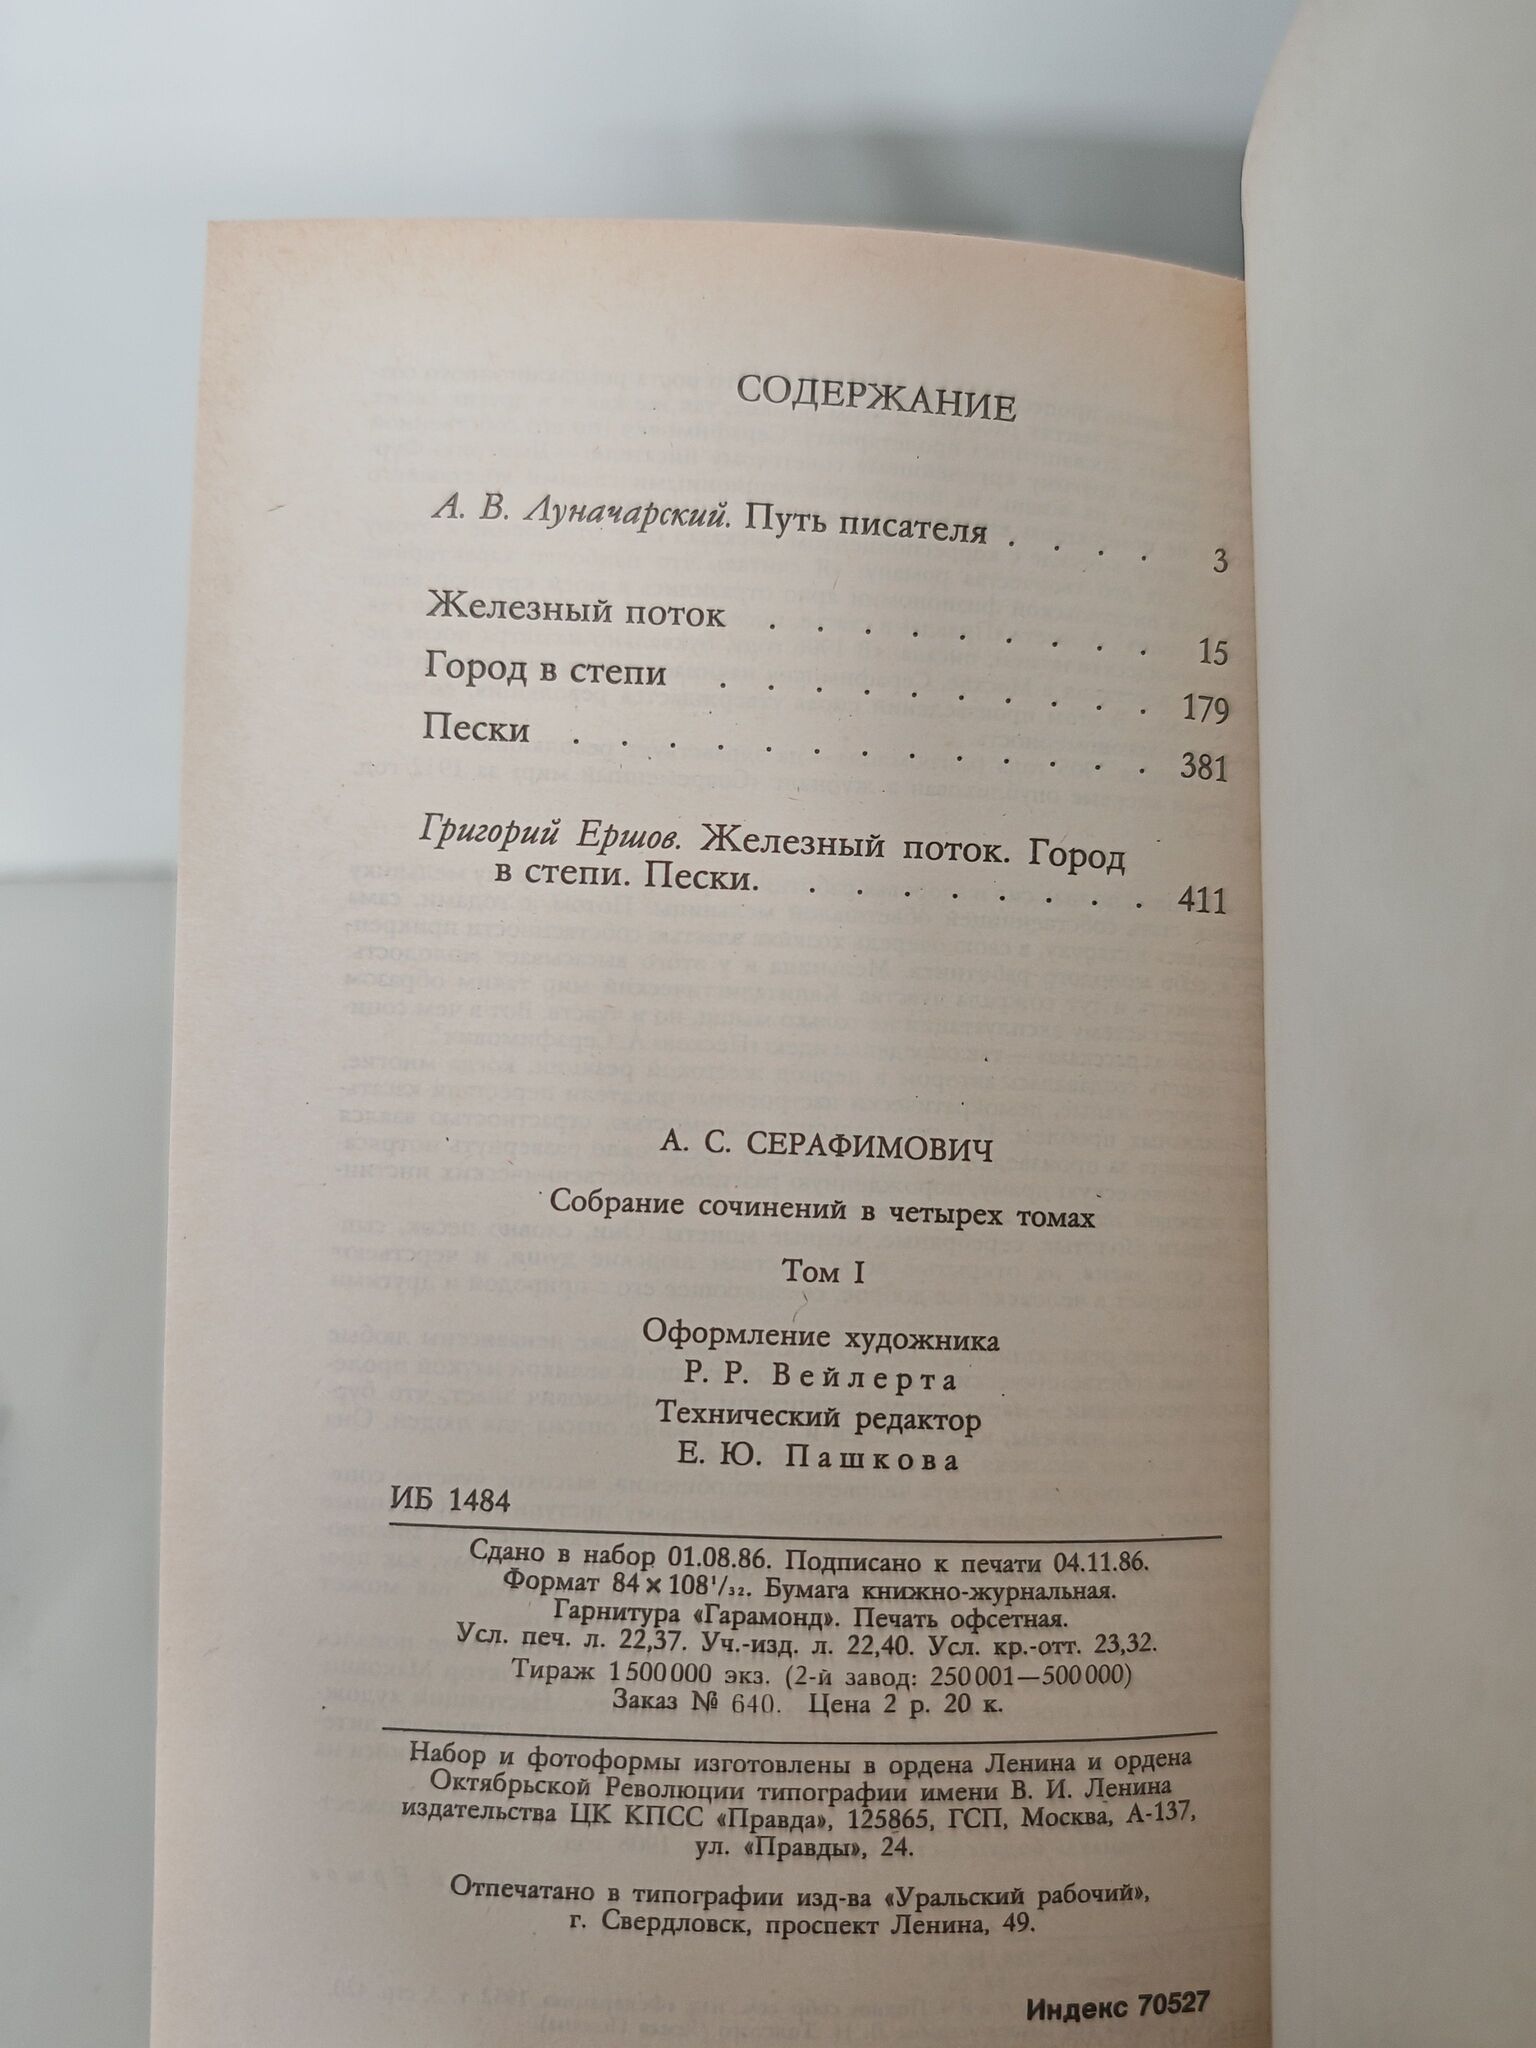 СОДЕРЖАНИЕ
А. В. Луначарский. Путь писателя . . . . 3
Железный поток . . . . . . . . . 15
Город в степи . . . . . . . . . . 179
Пески . . . . . . . . . . . . . 381
Григорий Ершов. Железный поток. Город
в степи. Пески. . . . . . . . . 411
А. С. СЕРАФИМОВИЧ
Собрание сочинений в четырех томах
Том I
Оформление художника
Р. Р. Вейлерта
Технический редактор
Е. Ю. Пашкова
ИБ 1484
Сдано в набор 01.08.86. Подписано к печати 04.11.86.
Формат 84 × 108¹/₃₂. Бумага книжно-журнальная.
Гарнитура «Гарамонд». Печать офсетная.
Усл. печ. л. 22,37. Уч.-изд. л. 22,40. Усл. кр.-отт. 23,32.
Тираж 1 500 000 экз. (2-й завод: 250 001—500 000)
Заказ № 640. Цена 2 р. 20 к.
Набор и фотоформы изготовлены в ордена Ленина и ордена
Октябрьской Революции типографии имени В. И. Ленина
издательства ЦК КПСС «Правда», 125865, ГСП, Москва, А-137,
ул. «Правды», 24.
Отпечатано в типографии изд-ва «Уральский рабочий»,
г. Свердловск, проспект Ленина, 49.
Индекс 70527